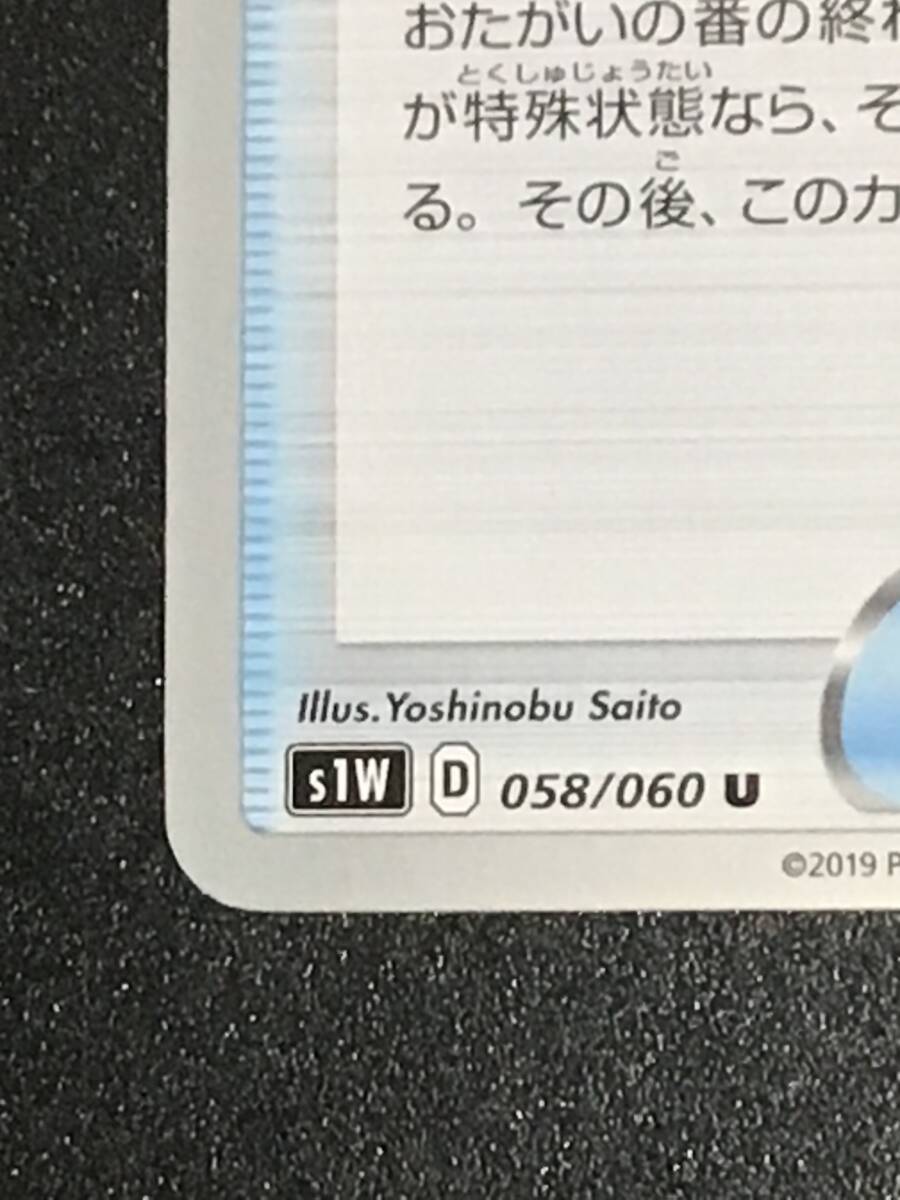 おたがいの番の終わ
とくしゅじょうたい
が特殊状態なら、そ
ご
る。その後、このカ
Illus. Yoshinobu Saito
s1W D 058/060 U
©2019 P